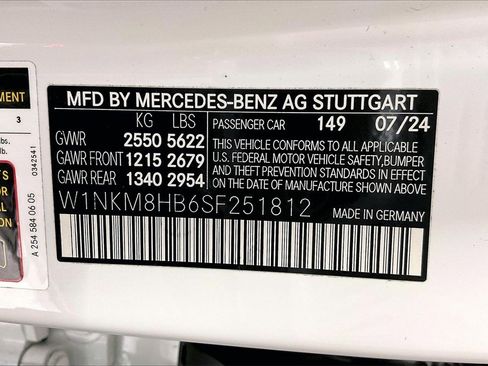 MENT
3
lbs.
lbs.
0342541
A 254 584 06 05
MFD BY MERCEDES-BENZ AG STUTTGART
KG LBS
GVWR 2550 5622
GAWR FRONT 1215 2679
GAWR REAR 1340 2954
PASSENGER CAR 149 07/24
THIS VEHICLE CONFORMS TO ALL APPLICABLE
U.S. FEDERAL MOTOR VEHICLE SAFETY,BUMPER
AND THEFT PREVENTION STANDARDS IN EFFECT
ON THE DATE OF MANUFACTURE SHOWN ABOVE.
W1NKM8HB6SF251812 MADE IN GERMANY